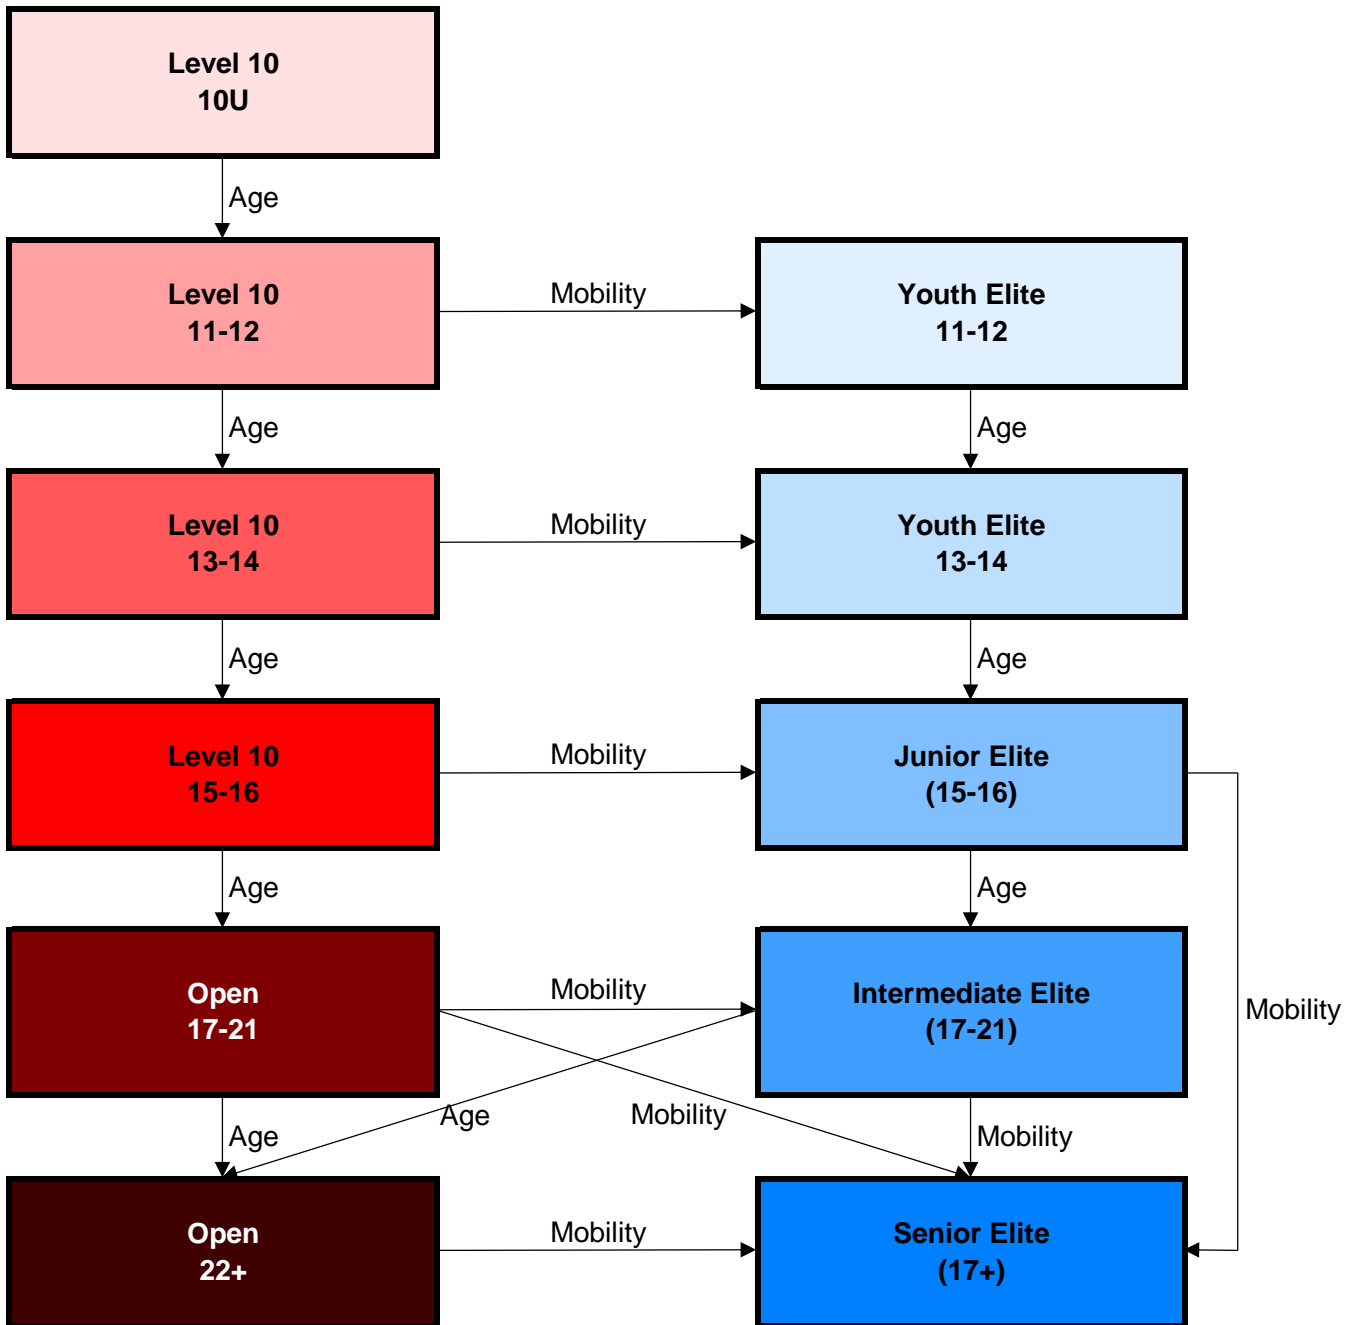 Level 10
10U
Age
Level 10
11-12
Mobility
Youth Elite
11-12
Age
Age
Level 10
13-14
Mobility
Youth Elite
13-14
Age
Age
Level 10
15-16
Mobility
Junior Elite
(15-16)
Age
Age
Open
17-21
Mobility
Intermediate Elite
(17-21)
Mobility
Age
Age
Mobility
Mobility
Open
22+
Mobility
Senior Elite
(17+)